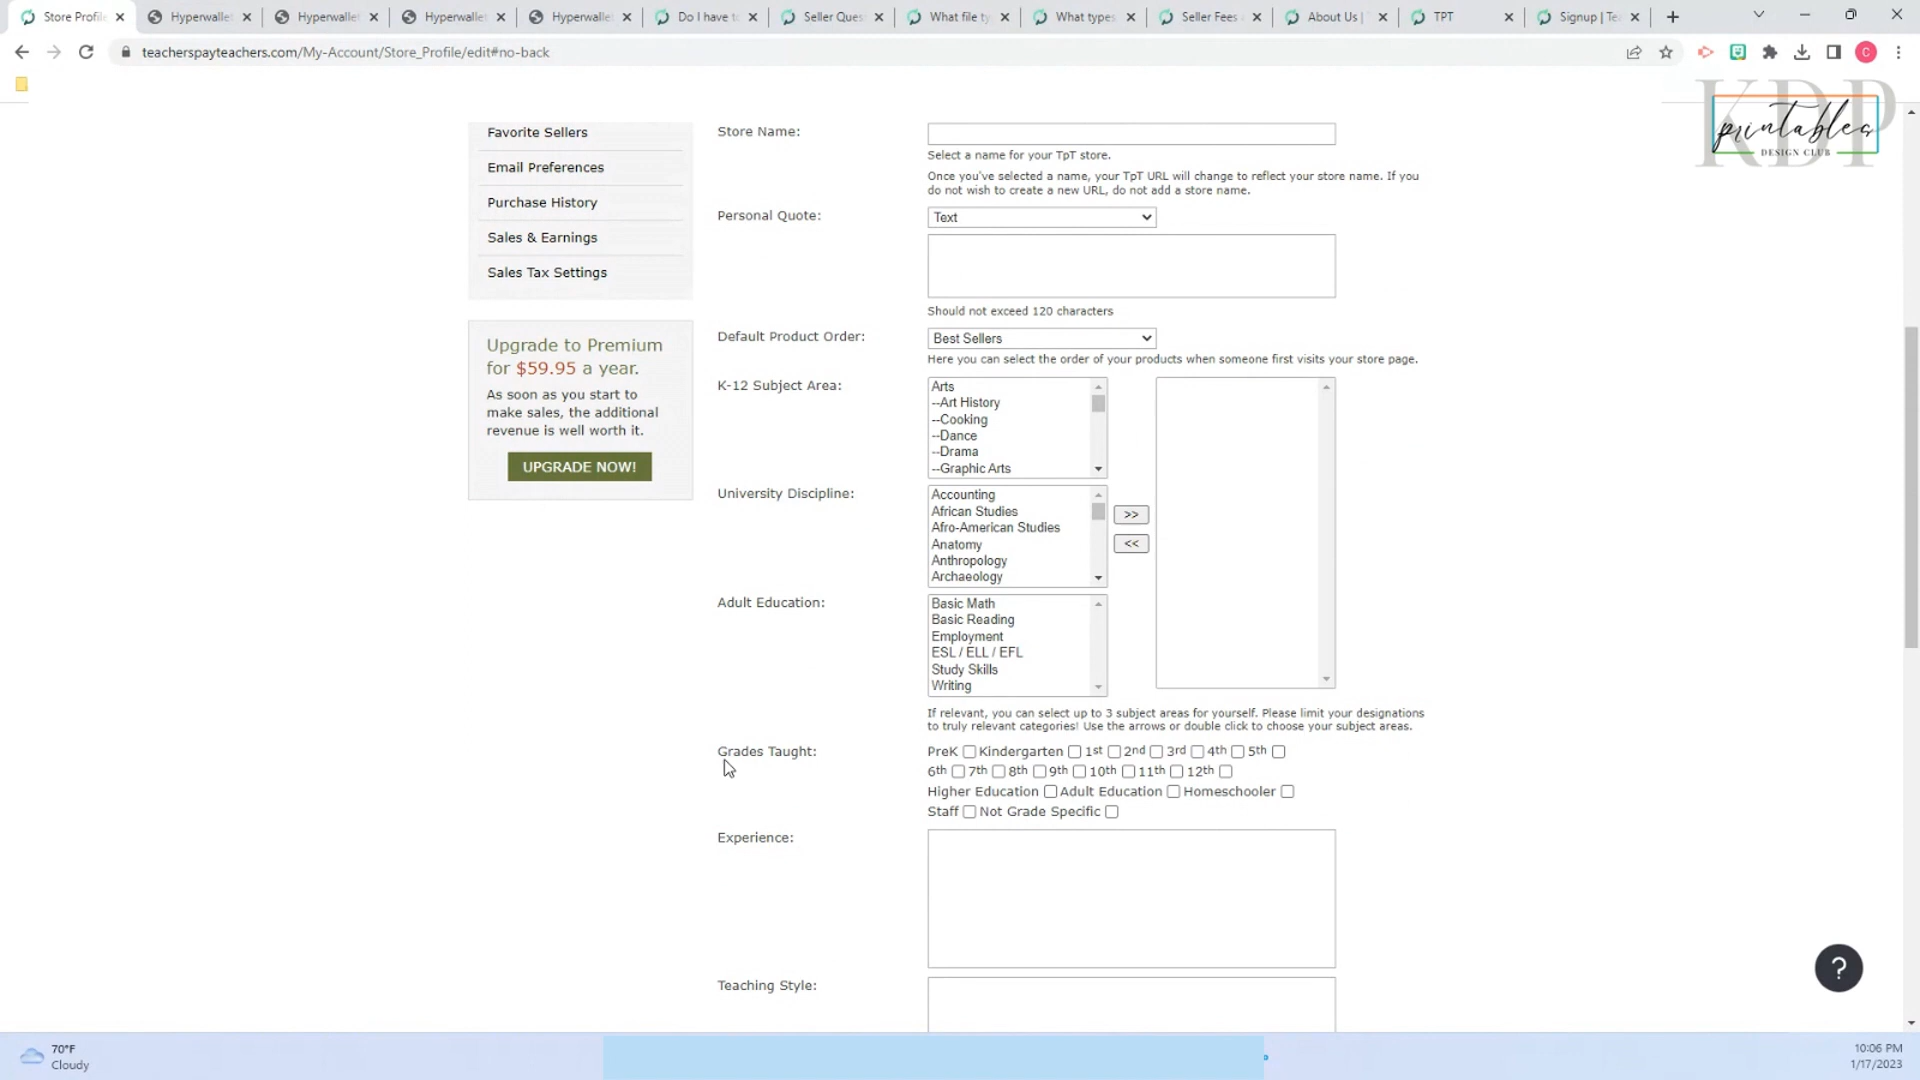 Store Profil
Hyperwalle
Hyperwalle
Hyperwalle
Hyperwalle
Do I have to
Seller Ques
What file ty
What types
Seller Fees
About Us | T
TPT
Signup | Tea
teacherspayteachers.com/My-Account/Store_Profile/edit#no-back
C
KDP
printables
DESIGN CLUB
Favorite Sellers
Email Preferences
Purchase History
Sales & Earnings
Sales Tax Settings
Upgrade to Premium
for $59.95 a year.
As soon as you start to
make sales, the additional
revenue is well worth it.
UPGRADE NOW!
Store Name:
Select a name for your TpT store.
Once you've selected a name, your TpT URL will change to reflect your store name. If you
do not wish to create a new URL, do not add a store name.
Personal Quote:
Text
Should not exceed 120 characters
Default Product Order:
Best Sellers
Here you can select the order of your products when someone first visits your store page.
K-12 Subject Area:
Arts
--Art History
--Cooking
--Dance
--Drama
--Graphic Arts
University Discipline:
Accounting
African Studies
Afro-American Studies
Anatomy
Anthropology
Archaeology
>>
<<
Adult Education:
Basic Math
Basic Reading
Employment
ESL / ELL / EFL
Study Skills
Writing
If relevant, you can select up to 3 subject areas for yourself. Please limit your designations
to truly relevant categories! Use the arrows or double click to choose your subject areas.
Grades Taught:
PreK Kindergarten 1st 2nd 3rd 4th 5th
6th 7th 8th 9th 10th 11th 12th
Higher Education Adult Education Homeschooler
Staff Not Grade Specific
Experience:
Teaching Style:
?
70°F
Cloudy
10:06 PM
1/17/2023